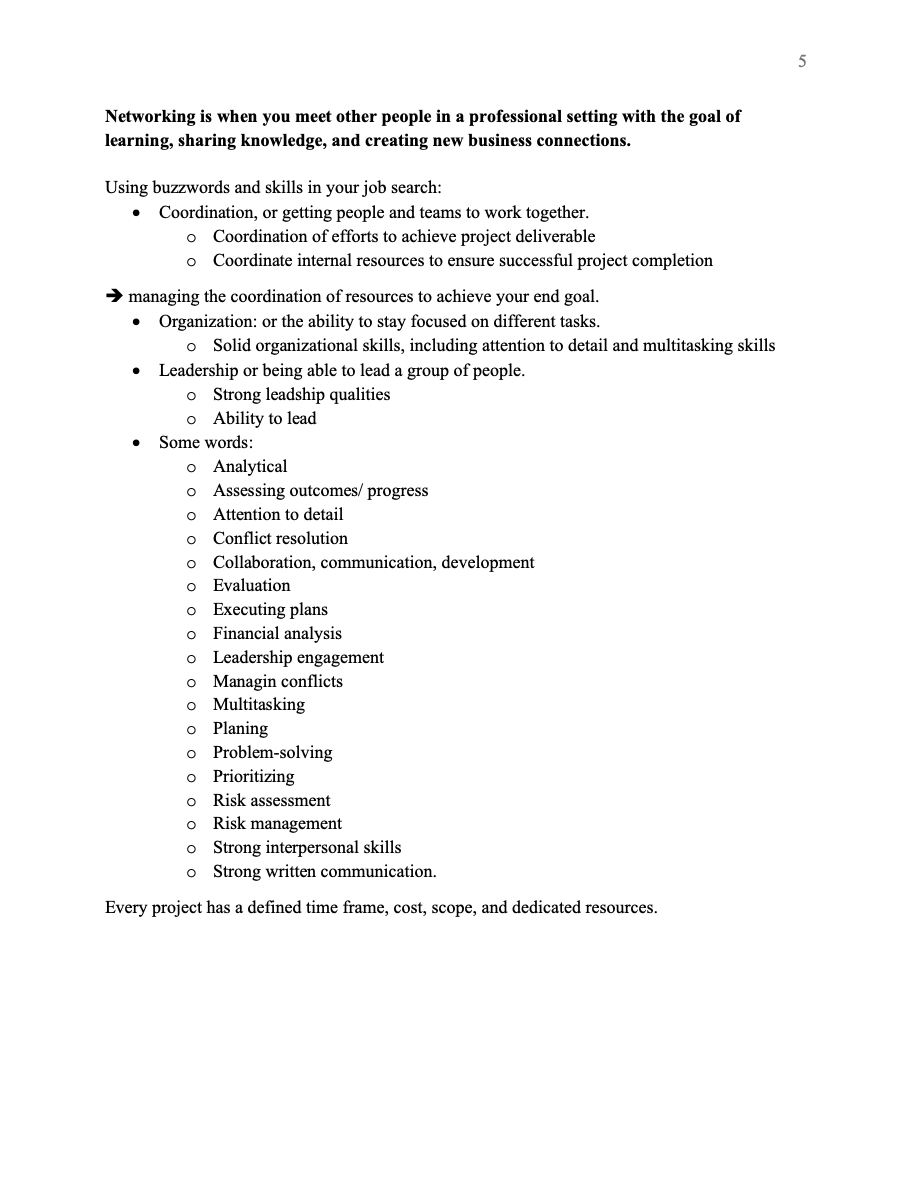 5
Networking is when you meet other people in a professional setting with the goal of
learning, sharing knowledge, and creating new business connections.
Using buzzwords and skills in your job search:
• Coordination, or getting people and teams to work together.
o Coordination of efforts to achieve project deliverable
o Coordinate internal resources to ensure successful project completion
➔ managing the coordination of resources to achieve your end goal.
• Organization: or the ability to stay focused on different tasks.
o Solid organizational skills, including attention to detail and multitasking skills
• Leadership or being able to lead a group of people.
o Strong leadship qualities
o Ability to lead
• Some words:
o Analytical
o Assessing outcomes/ progress
o Attention to detail
o Conflict resolution
o Collaboration, communication, development
o Evaluation
o Executing plans
o Financial analysis
o Leadership engagement
o Managin conflicts
o Multitasking
o Planing
o Problem-solving
o Prioritizing
o Risk assessment
o Risk management
o Strong interpersonal skills
o Strong written communication.
Every project has a defined time frame, cost, scope, and dedicated resources.